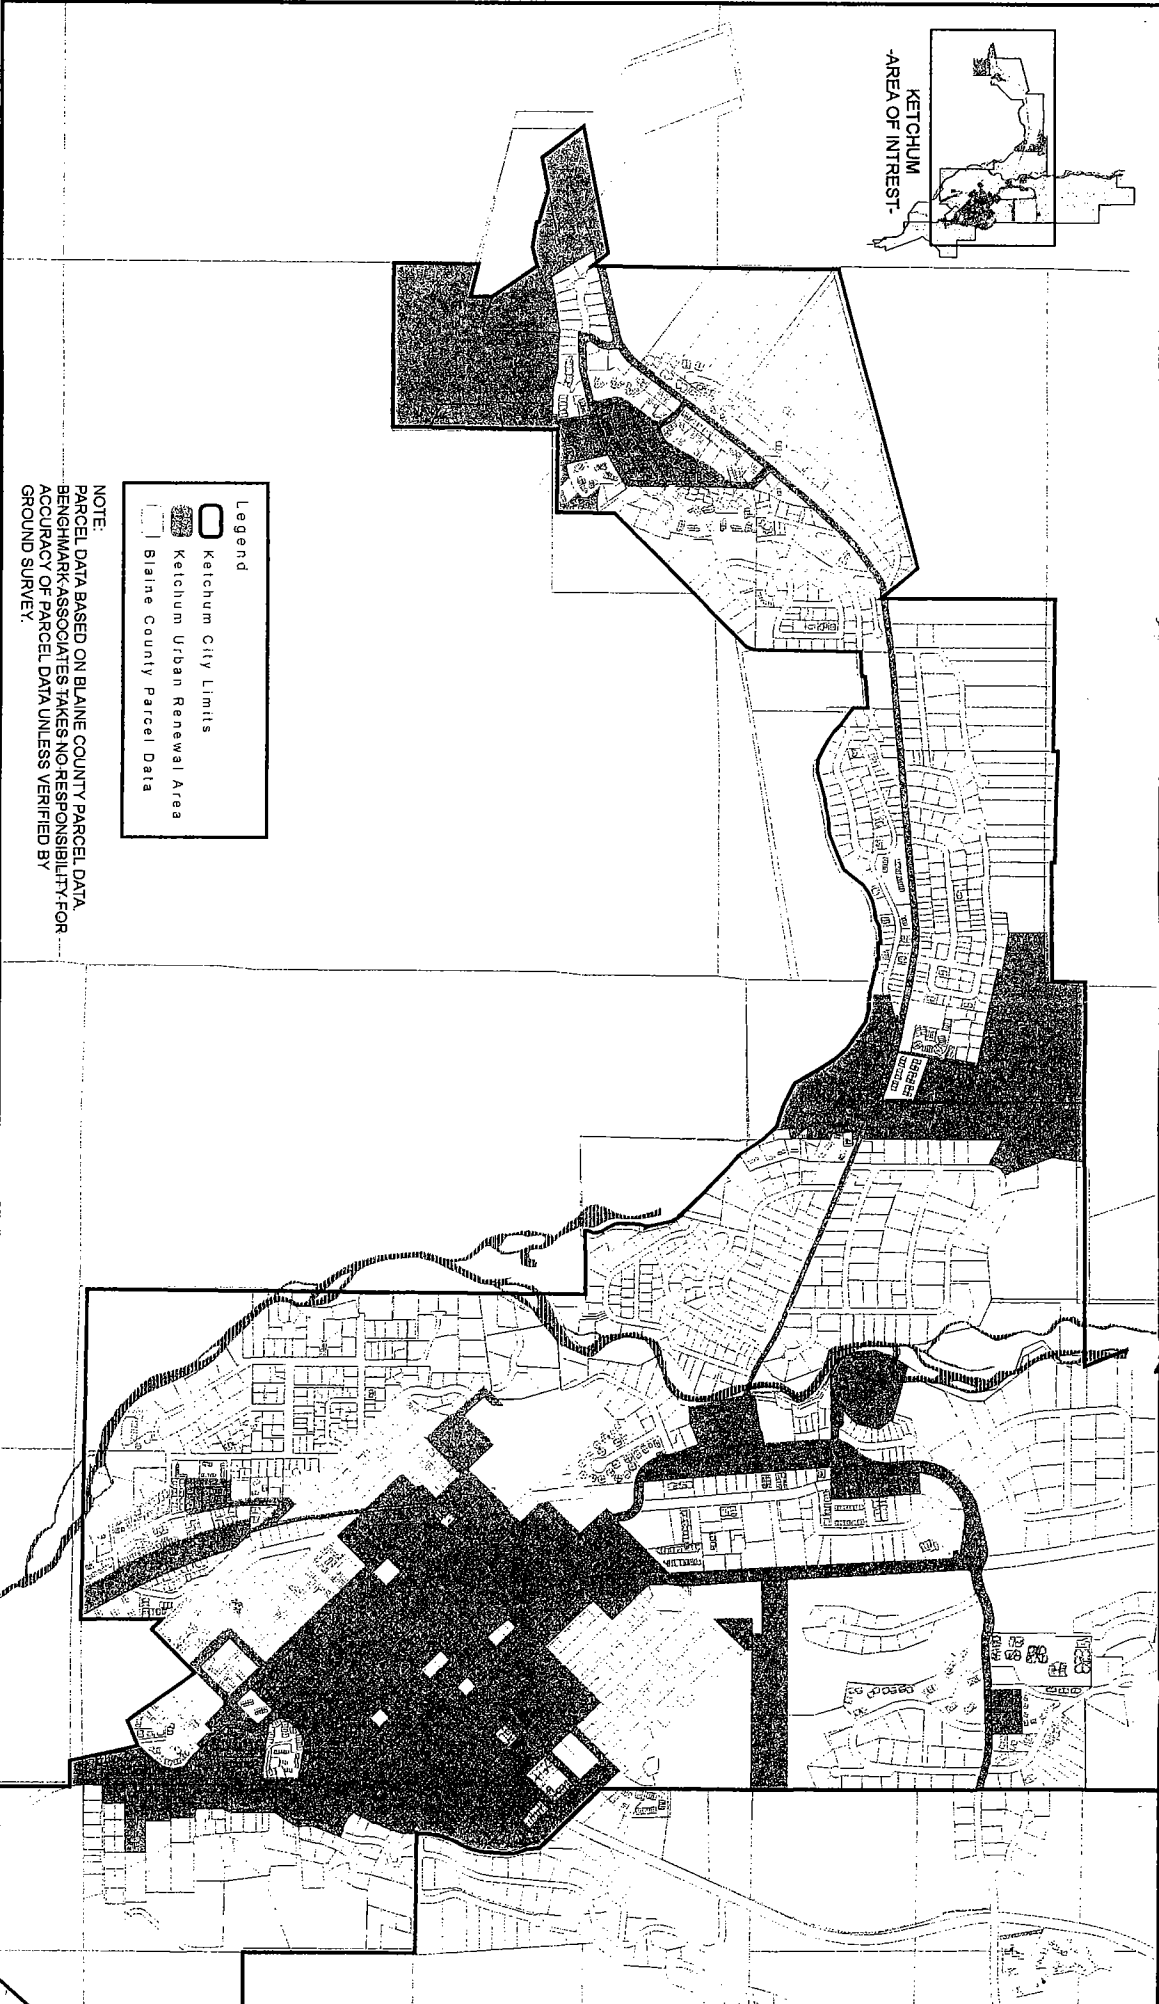 KETCHUM
-AREA OF INTREST-
Legend
Ketchum City Limits
Ketchum Urban Renewal Area
Blaine County Parcel Data
NOTE:
PARCEL DATA BASED ON BLAINE COUNTY PARCEL DATA.
BENCHMARK ASSOCIATES TAKES NO RESPONSIBILITY FOR
ACCURACY OF PARCEL DATA UNLESS VERIFIED BY
GROUND SURVEY.